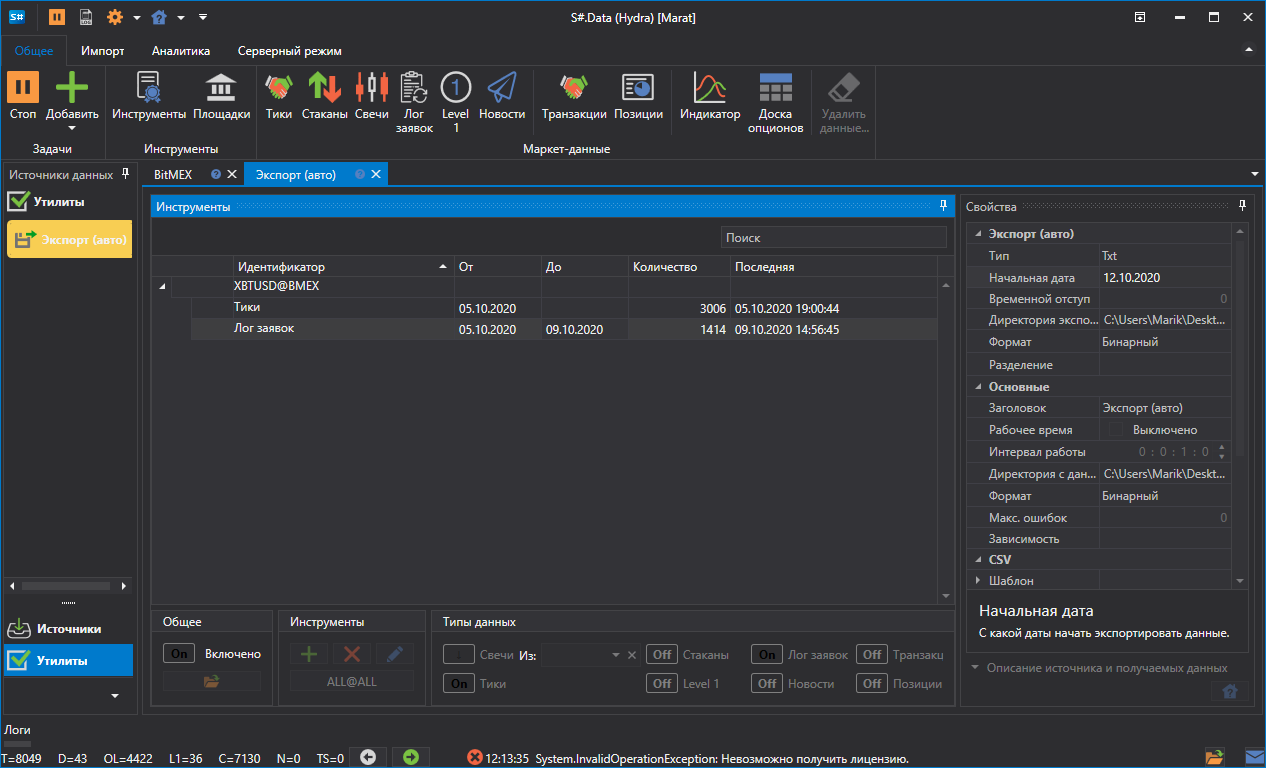 S# LOG S#.Data (Hydra) [Marat]
Общее Импорт Аналитика Серверный режим
Стоп Добавить Инструменты Площадки Тики Стаканы Свечи Лог заявок Level 1 Новости Транзакции Позиции Индикатор Доска опционов Удалить данные...
Задачи Инструменты Маркет-данные
Источники данных
Утилиты
Экспорт (авто)
Источники
Утилиты
BitMEX Экспорт (авто)
Инструменты
Поиск
Идентификатор От До Количество Последняя
XBTUSD@BMEX
Тики 05.10.2020 3006 05.10.2020 19:00:44
Лог заявок 05.10.2020 09.10.2020 1414 09.10.2020 14:56:45
Общее Инструменты Типы данных
On Включено Свечи Из: Off Стаканы On Лог заявок Off Транзакц
ALL@ALL On Тики Off Level 1 Off Новости Off Позиции
Свойства
Экспорт (авто)
Тип Txt
Начальная дата 12.10.2020
Временной отступ 0
Директория экспо... C:\Users\Marik\Deskt...
Формат Бинарный
Разделение
Основные
Заголовок Экспорт (авто)
Рабочее время Выключено
Интервал работы 0 : 0 : 1 : 0
Директория с дан... C:\Users\Marik\Deskt...
Формат Бинарный
Макс. ошибок 0
Зависимость
CSV
Шаблон
Начальная дата
С какой даты начать экспортировать данные.
Описание источника и получаемых данных
Логи
T=8049 D=43 OL=4422 L1=36 C=7130 N=0 TS=0 12:13:35 System.InvalidOperationException: Невозможно получить лицензию.